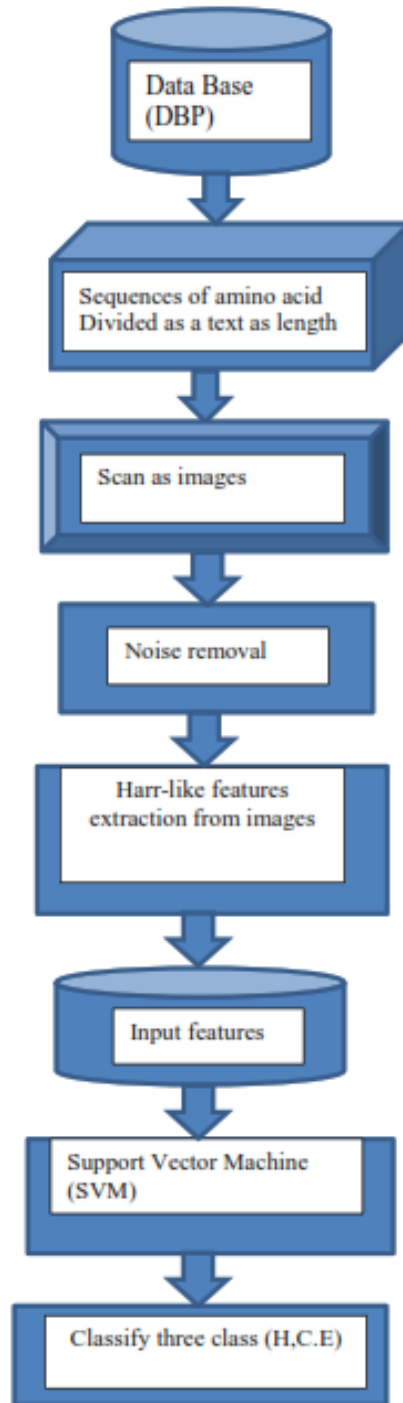 Data Base
(DBP)
Sequences of amino acid
Divided as a text as length
Scan as images
Noise removal
Harr-like features
extraction from images
Input features
Support Vector Machine
(SVM)
Classify three class (H,C.E)